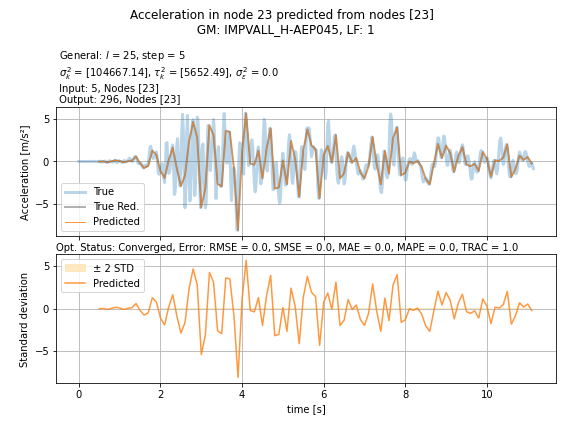 Acceleration in node 23 predicted from nodes [23]
GM: IMPVALL_H-AEP045, LF: 1
General: l = 25, step = 5
σ²ₖ = [104667.14], τ²ₖ = [5652.49], σ²ε = 0.0
Input: 5, Nodes [23]
Output: 296, Nodes [23]
Acceleration [m/s²]
5
0
−5
True
True Red.
Predicted
Opt. Status: Converged, Error: RMSE = 0.0, SMSE = 0.0, MAE = 0.0, MAPE = 0.0, TRAC = 1.0
Standard deviation
5
0
−5
± 2 STD
Predicted
0 2 4 6 8 10
time [s]